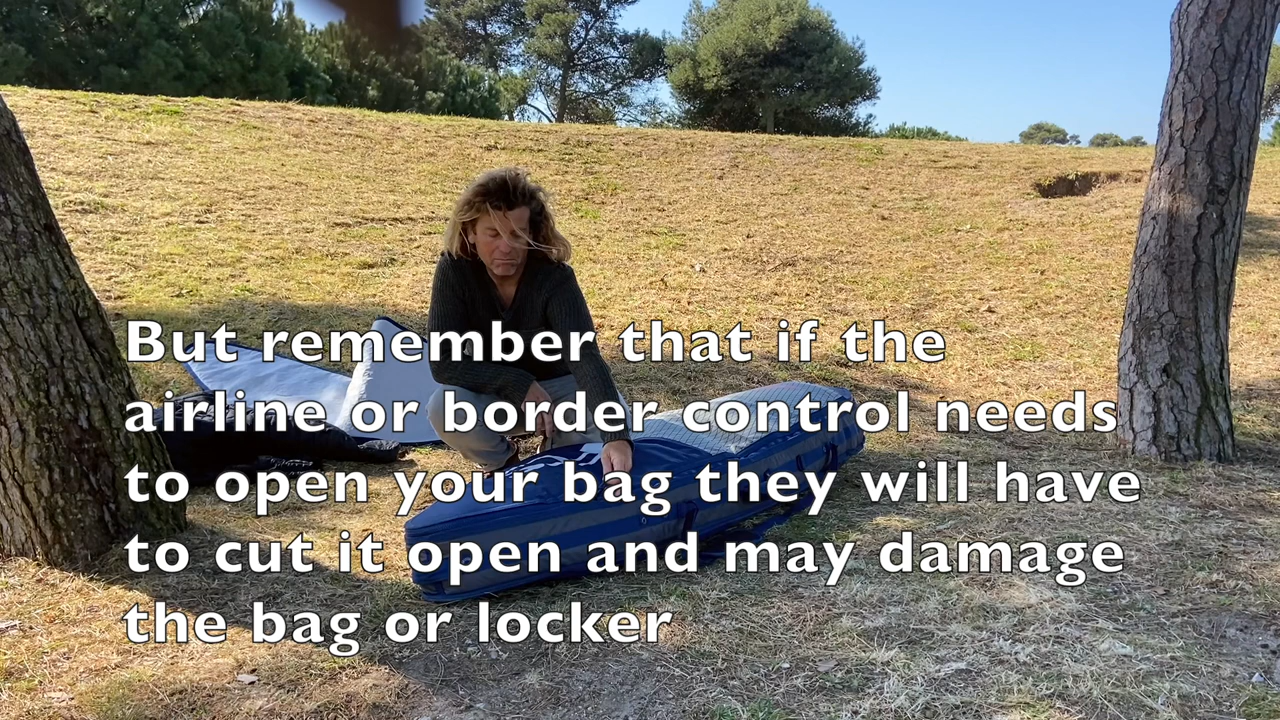 But remember that if the
airline or border control needs
to open your bag they will have
to cut it open and may damage
the bag or locker